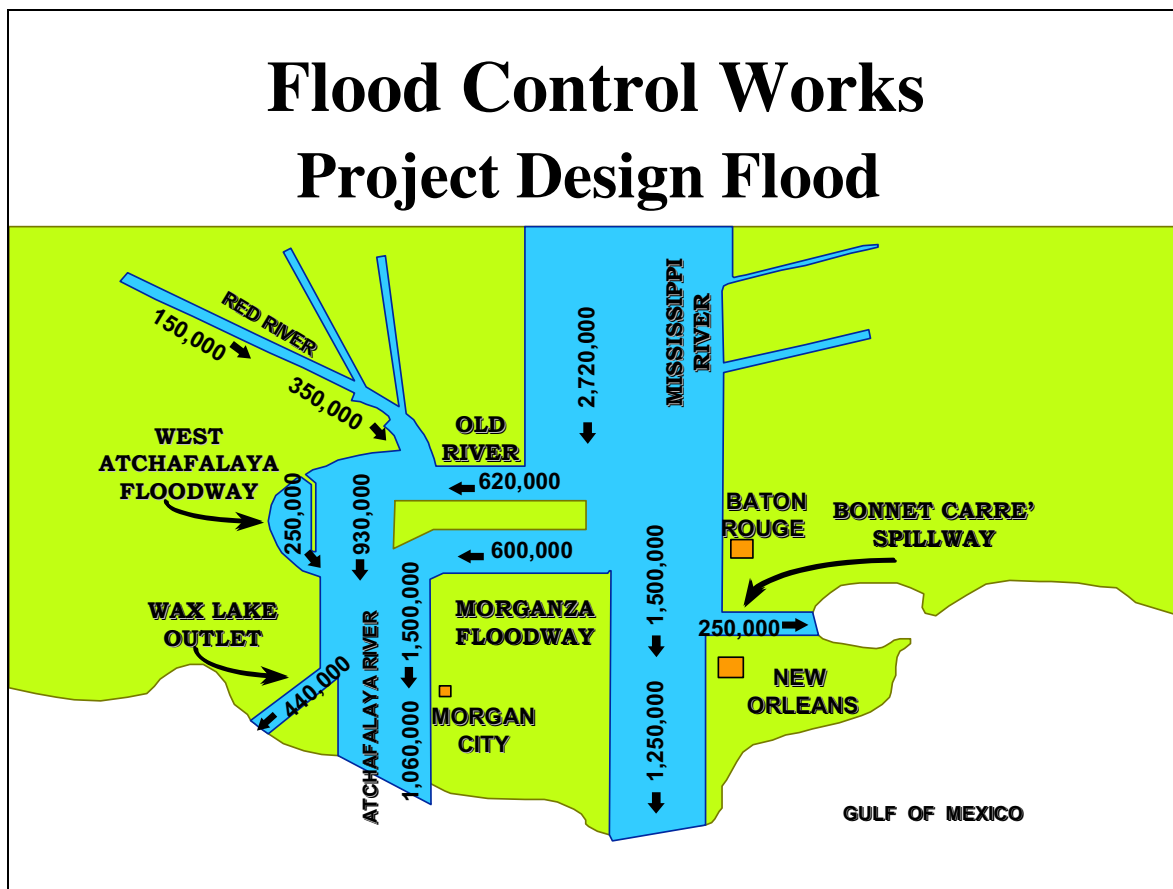 Flood Control Works
Project Design Flood
RED RIVER
150,000
350,000
2,720,000
MISSISSIPPI
RIVER
OLD
RIVER
WEST
ATCHAFALAYA
FLOODWAY
250,000
930,000
620,000
600,000
BATON
ROUGE
BONNET CARRE’
SPILLWAY
WAX LAKE
OUTLET
440,000
ATCHAFALAYA RIVER
1,500,000
1,060,000
MORGANZA
FLOODWAY
MORGAN
CITY
1,500,000
1,250,000
250,000
NEW
ORLEANS
GULF OF MEXICO